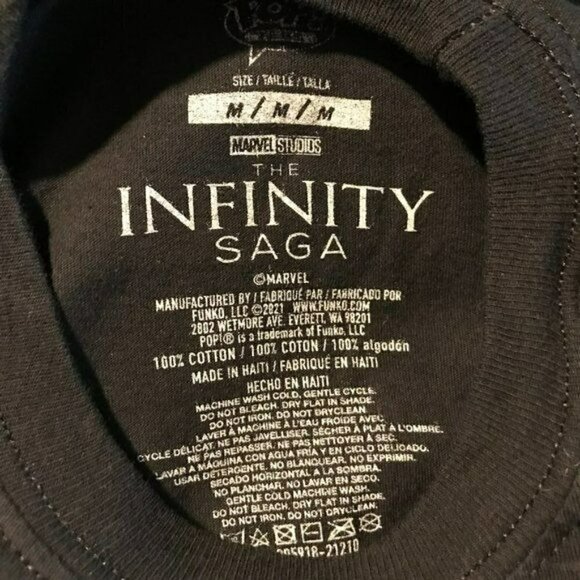 SIZE / TAILLE / TALLA
M / M / M
MARVEL STUDIOS
THE
INFINITY
SAGA
©MARVEL
MANUFACTURED BY / FABRIQUÉ PAR / FABRICADO POR
FUNKO, LLC ©2021 WWW.FUNKO.COM
2802 WETMORE AVE. EVERETT, WA 98201
POP!® is a trademark of Funko, LLC
100% COTTON / 100% COTON / 100% algodón
MADE IN HAITI / FABRIQUÉ EN HAITI
HECHO EN HAITI
MACHINE WASH COLD, GENTLE CYCLE.
DO NOT BLEACH. DRY FLAT IN SHADE.
DO NOT IRON. DO NOT DRYCLEAN.
LAVER À MACHINE À L'EAU FROIDE AVEC
CYCLE DÉLICAT. NE PAS JAVELLISER. SÉCHER À PLAT À L'OMBRE.
NE PAS REPASSER. NE PAS NETTOYER À SEC.
LAVAR A MÁQUINA CON AGUA FRÍA Y EN CICLO DELICADO.
USAR DETERGENTE. NO BLANQUEAR. NO EXPRIMIR.
SECADO HORIZONTAL A LA SOMBRA.
NO PLANCHAR. NO LAVAR EN SECO.
GENTLE COLD MACHINE WASH.
DO NOT BLEACH. DRY FLAT IN SHADE.
DO NOT IRON. DO NOT DRYCLEAN.
005918-21210